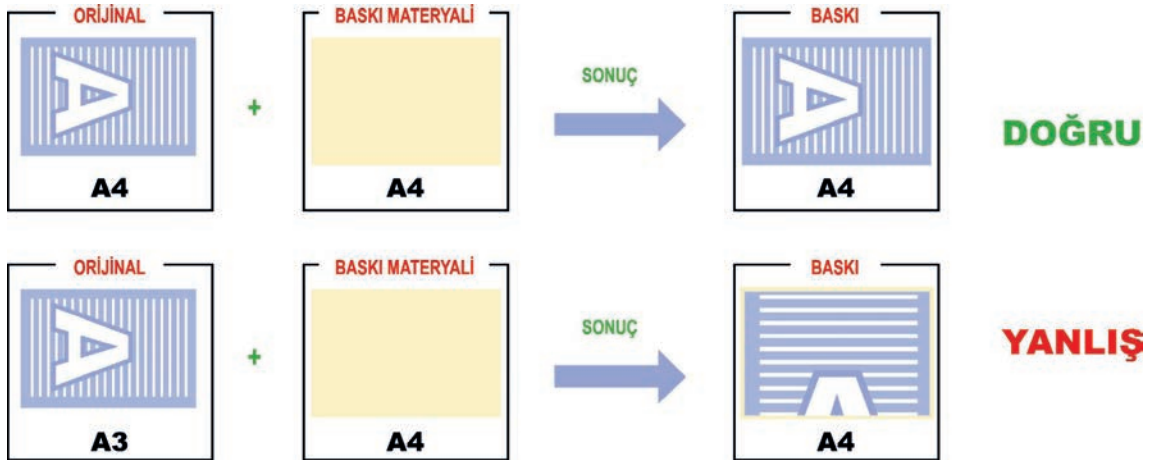 ORİJİNAL
BASKI MATERYALİ
BASKI
A
+
SONUÇ
A
DOĞRU
A4
A4
A4
ORİJİNAL
BASKI MATERYALİ
BASKI
A
+
SONUÇ
A
YANLIŞ
A3
A4
A4